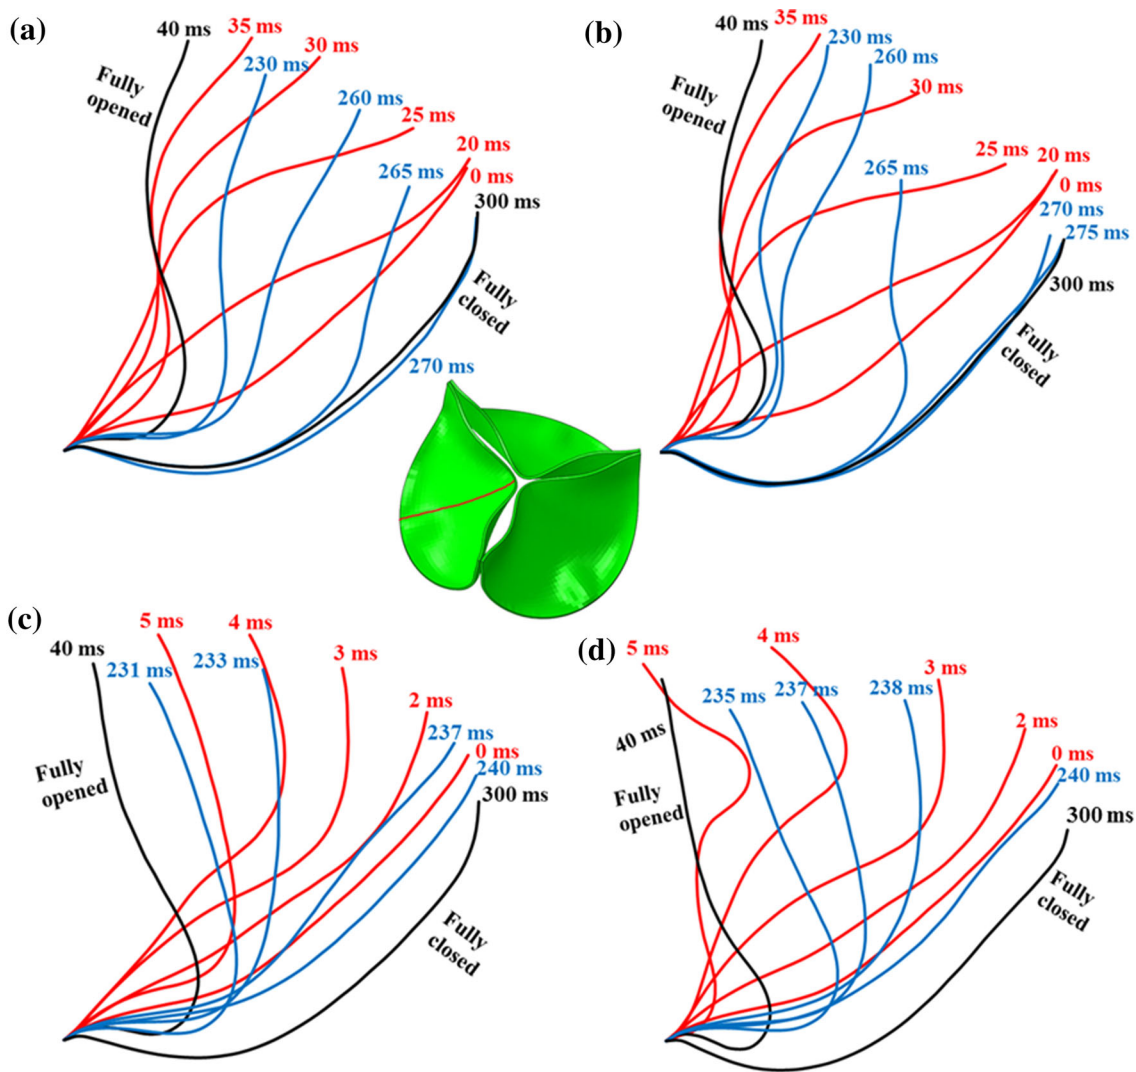 (a)
40 ms
35 ms
30 ms
230 ms
260 ms
25 ms
20 ms
0 ms
265 ms
300 ms
Fully
opened
Fully
closed
270 ms
(b)
40 ms
35 ms
230 ms
260 ms
30 ms
25 ms
20 ms
0 ms
265 ms
270 ms
275 ms
300 ms
Fully
opened
Fully
closed
(c)
40 ms
5 ms
4 ms
231 ms
233 ms
3 ms
2 ms
237 ms
0 ms
240 ms
300 ms
Fully
opened
Fully
closed
(d)
5 ms
4 ms
3 ms
235 ms
237 ms
238 ms
2 ms
40 ms
0 ms
240 ms
300 ms
Fully
opened
Fully
closed